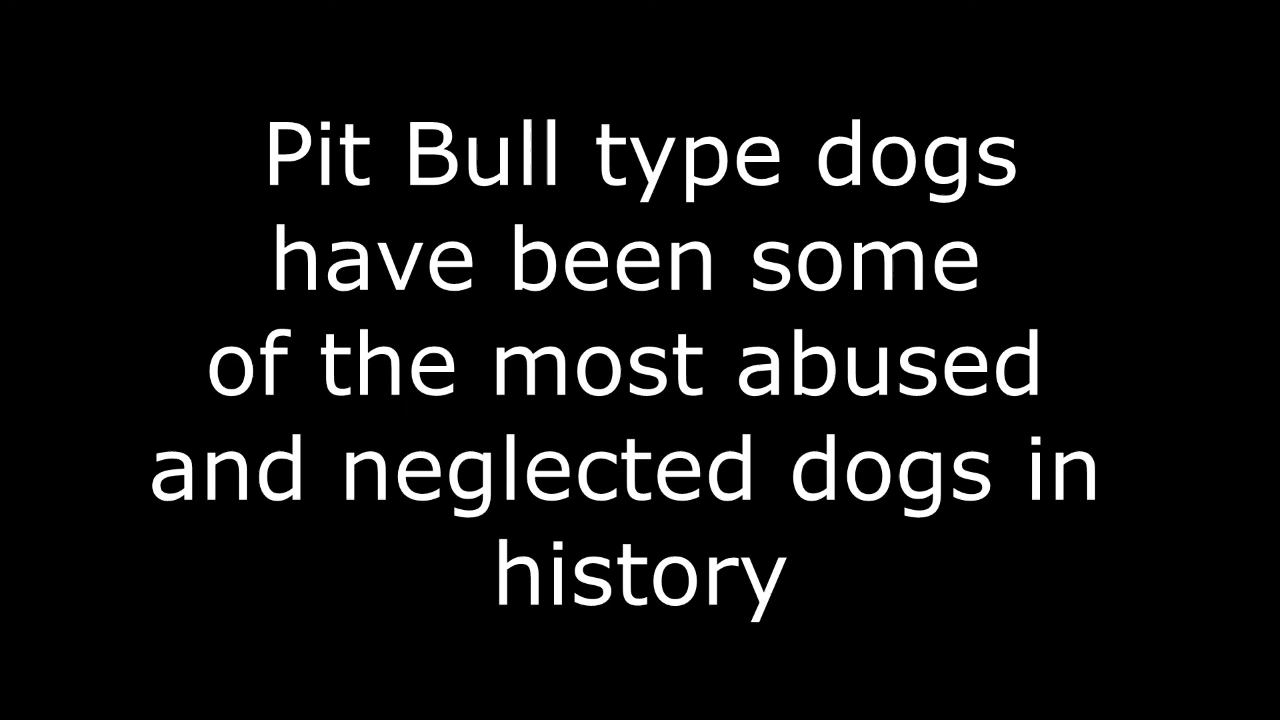 Pit Bull type dogs
have been some
of the most abused
and neglected dogs in
history